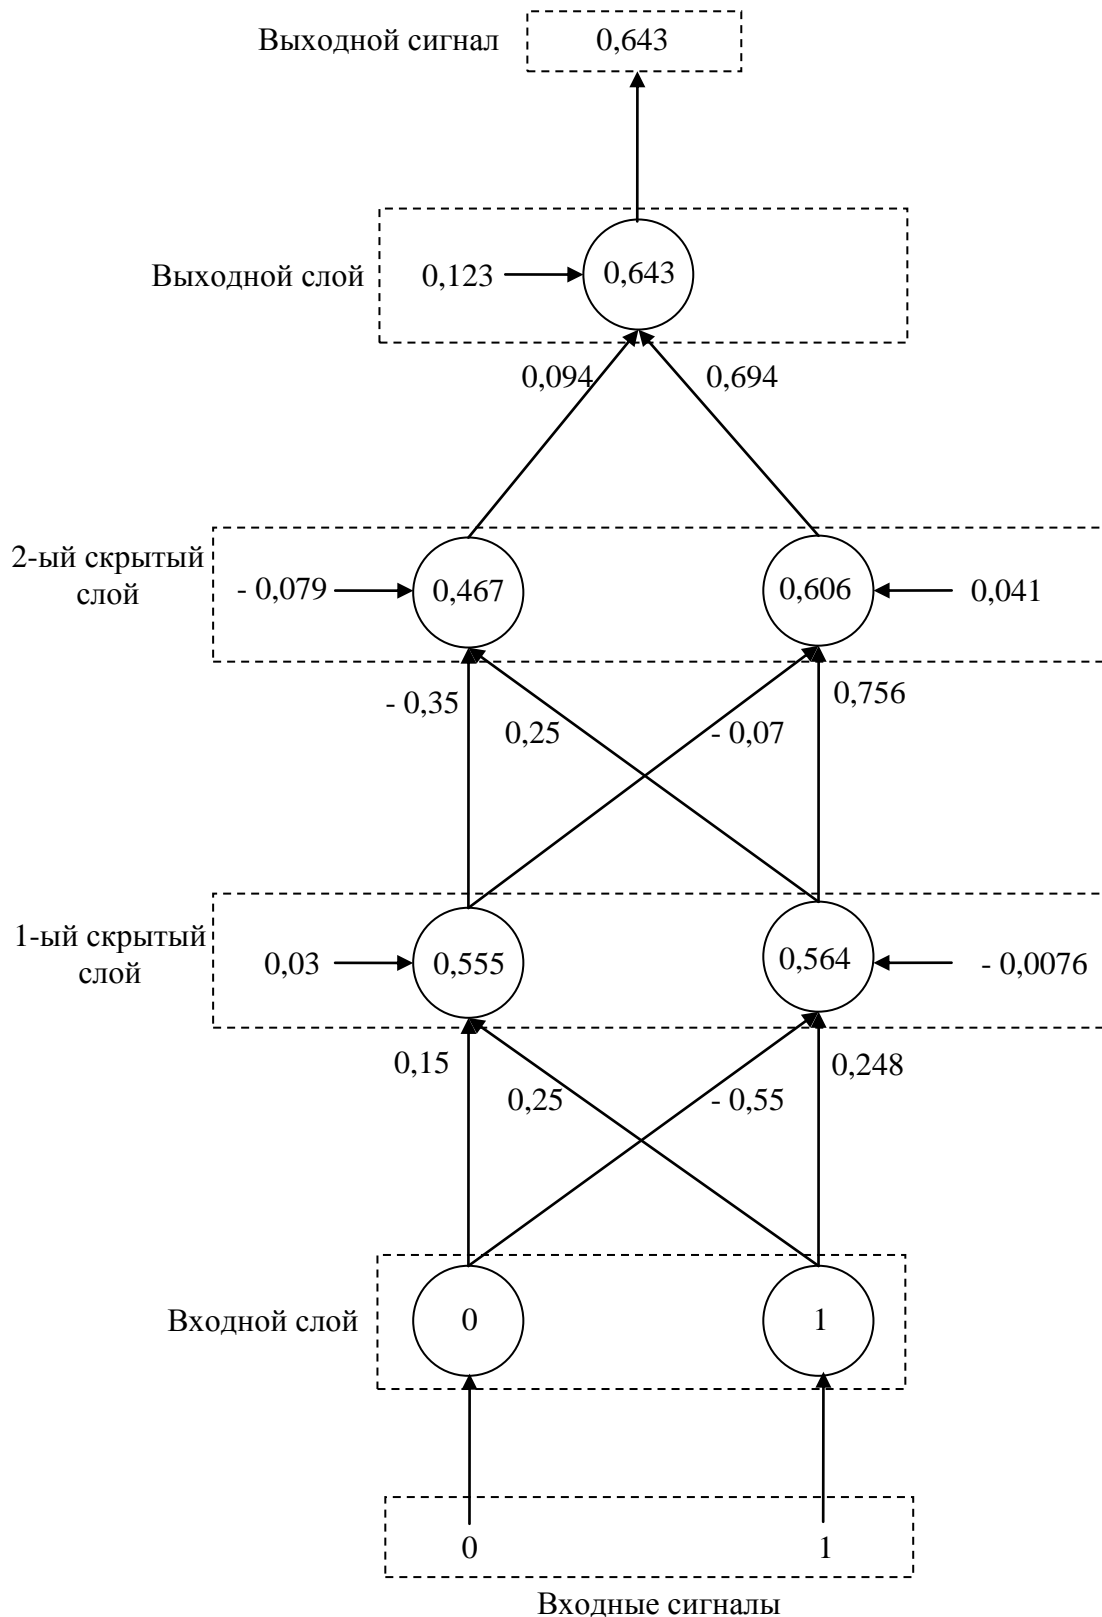 Выходной сигнал 0,643
Выходной слой 0,123 0,643
0,094 0,694
2-ый скрытый
слой
- 0,079 0,467 0,606 0,041
- 0,35 0,25 - 0,07 0,756
1-ый скрытый
слой
0,03 0,555 0,564 - 0,0076
0,15 0,25 - 0,55 0,248
Входной слой 0 1
0 1
Входные сигналы